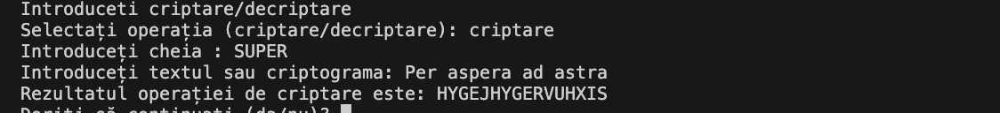 Introduceti criptare/decriptare
Selectați operația (criptare/decriptare): criptare
Introduceți cheia : SUPER
Introduceți textul sau criptograma: Per aspera ad astra
Rezultatul operației de criptare este: HYGEJHYGERVUHXIS
Doriți să continuați (da/nu)?